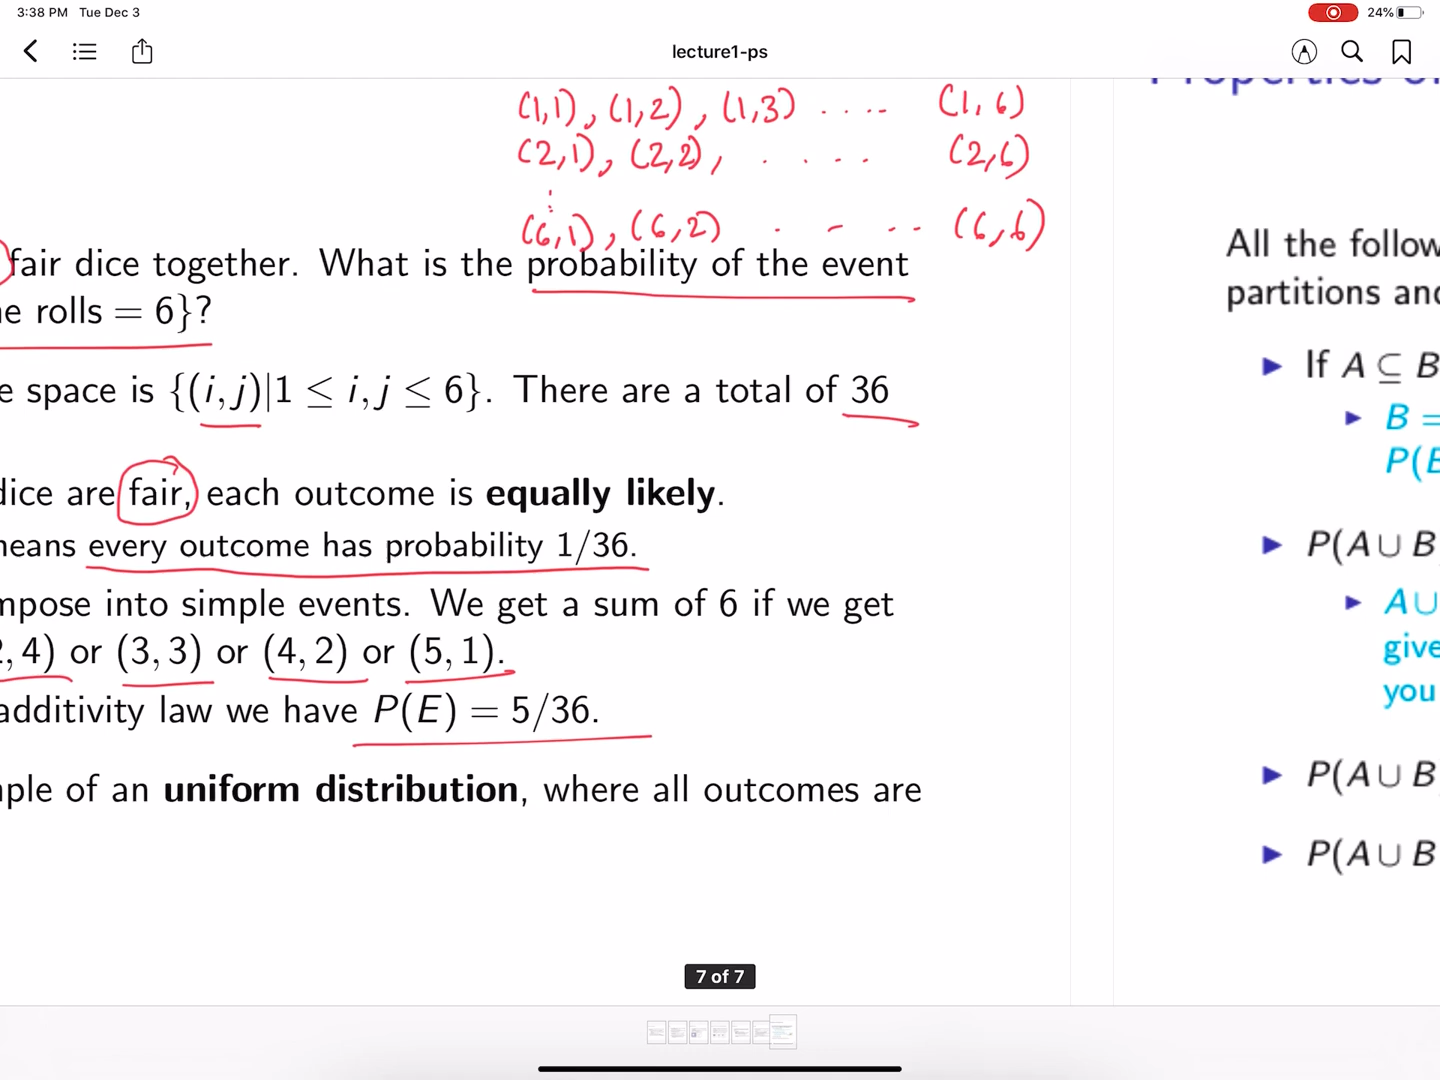 3:38 PM Tue Dec 3
24%
lecture1-ps
(1,1), (1,2), (1,3) .... (1,6)
(2,1), (2,2), ..... (2,6)
(6,1), (6,2) . - .. (6,6)
fair dice together. What is the probability of the event
e rolls = 6}?
e space is {(i,j)|1 ≤ i,j ≤ 6}. There are a total of 36
dice are fair, each outcome is equally likely.
neans every outcome has probability 1/36.
mpose into simple events. We get a sum of 6 if we get
2, 4) or (3, 3) or (4, 2) or (5, 1).
additivity law we have P(E) = 5/36.
ple of an uniform distribution, where all outcomes are
Properties o
All the follow
partitions and
▶ If A ⊆ B
▶ B =
P(B
▶ P(A ∪ B
▶ A ∪
give
you
▶ P(A ∪ B
▶ P(A ∪ B
7 of 7